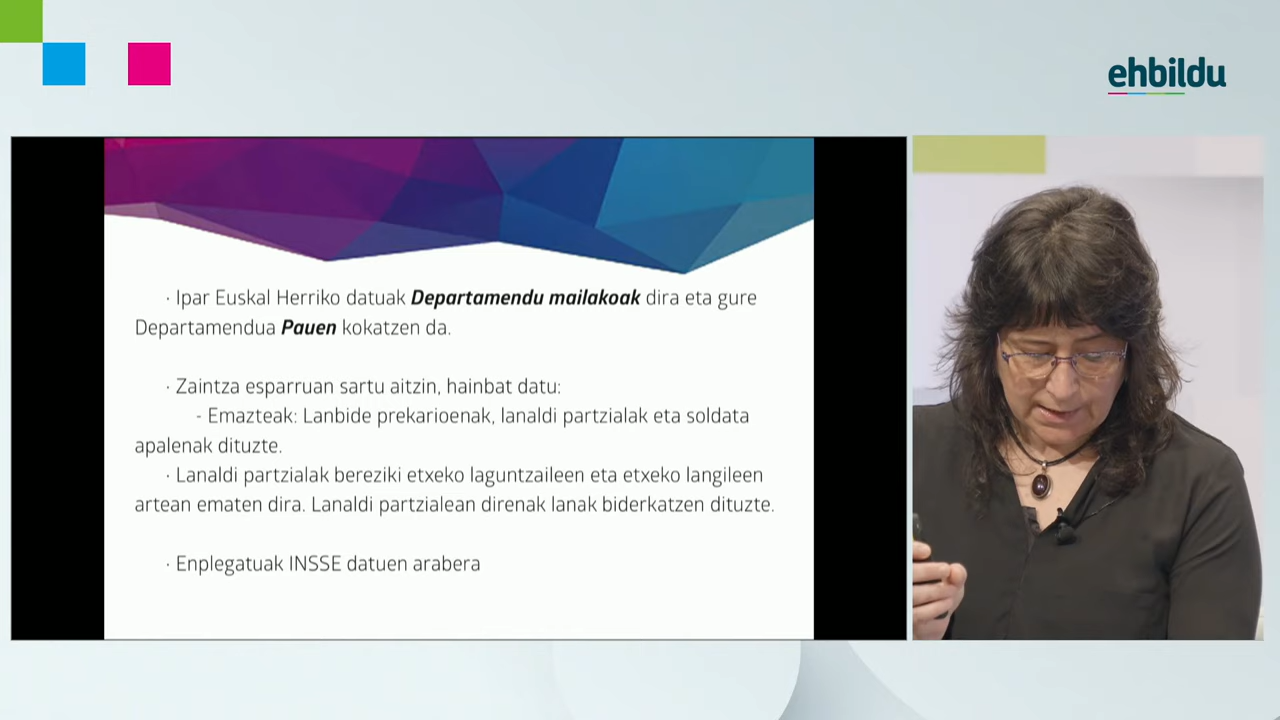 ehbildu
· Ipar Euskal Herriko datuak Departamendu mailakoak dira eta gure
Departamendua Pauen kokatzen da.
· Zaintza esparruan sartu aitzin, hainbat datu:
- Emazteak: Lanbide prekarioenak, lanaldi partzialak eta soldata
apalenak dituzte.
· Lanaldi partzialak bereziki etxeko laguntzaileen eta etxeko langileen
artean ematen dira. Lanaldi partzialean direnak lanak biderkatzen dituzte.
· Enplegatuak INSSE datuen arabera